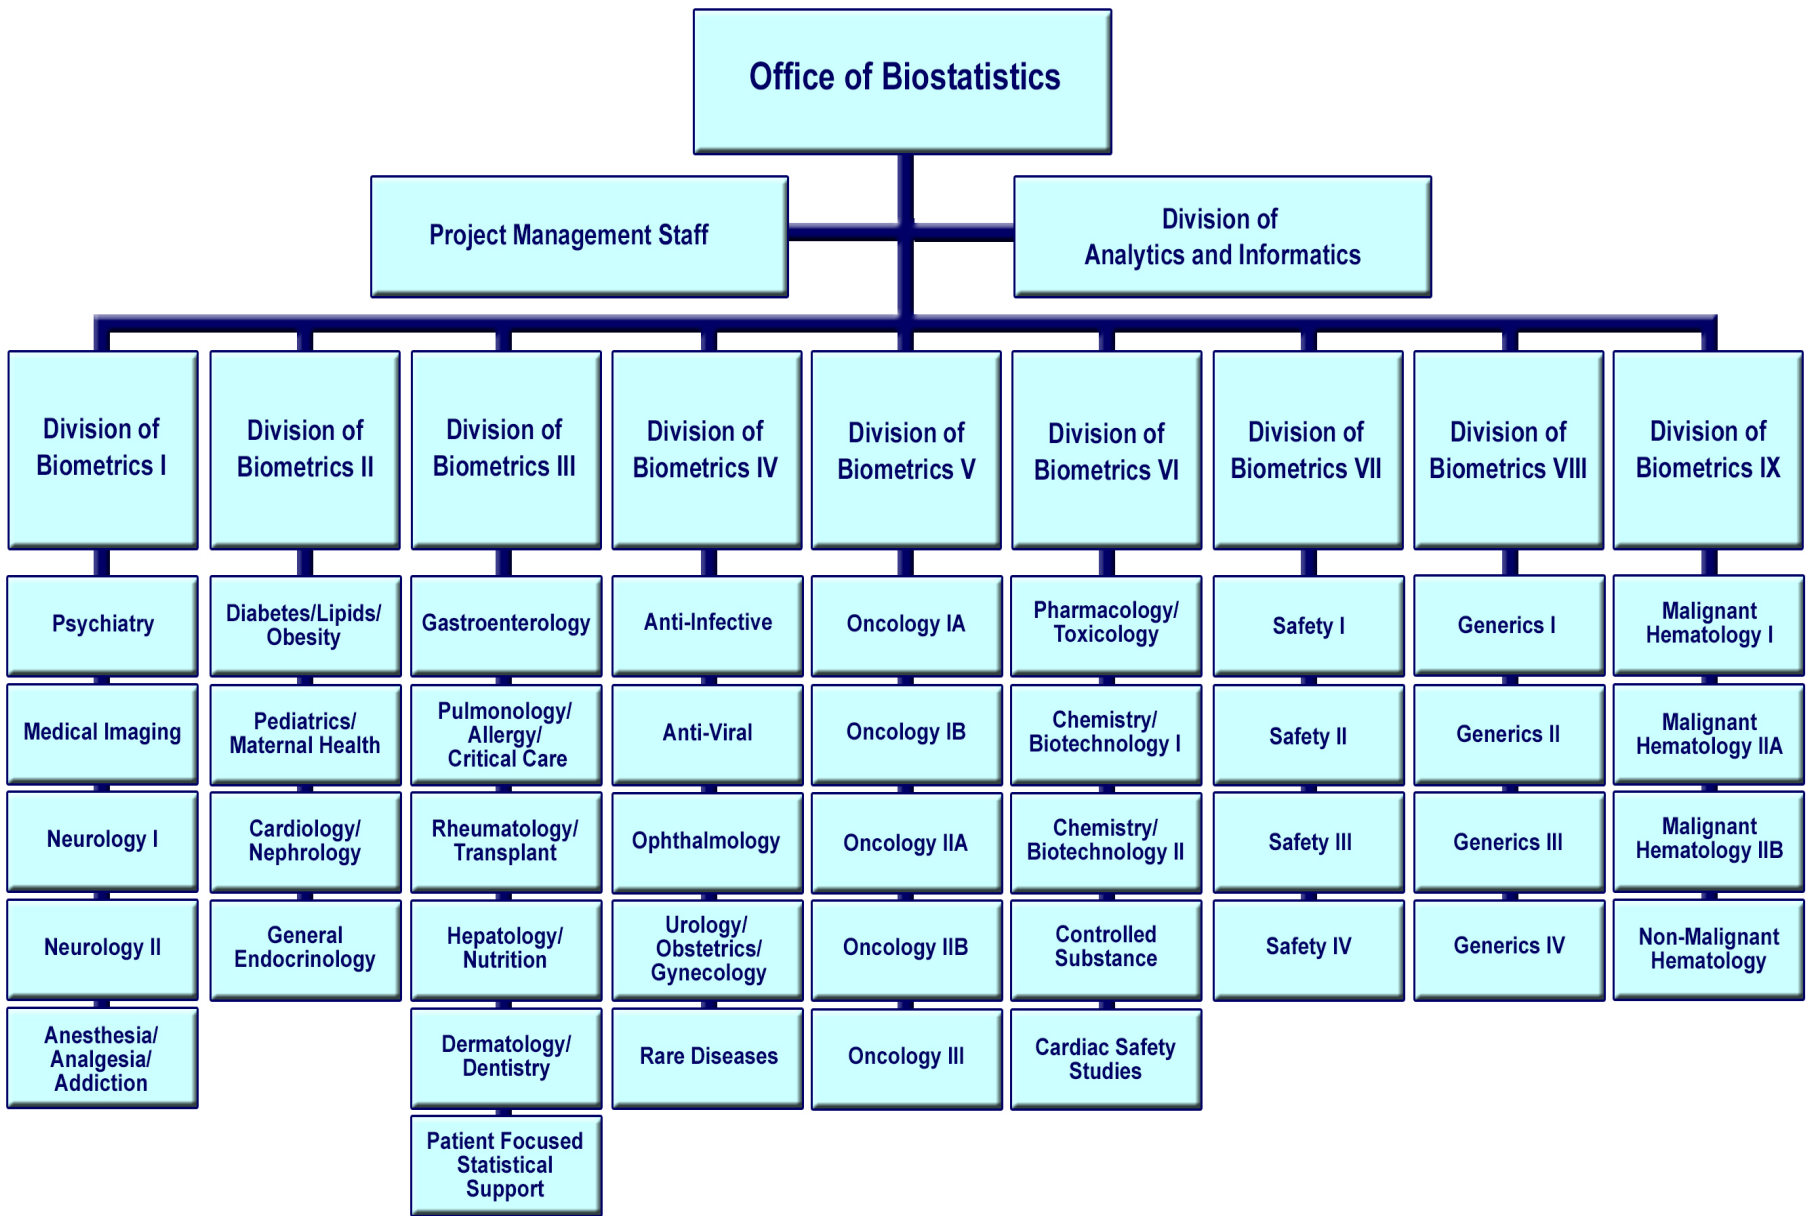 Office of Biostatistics
Project Management Staff
Division of
Analytics and Informatics
Division of
Biometrics I
Division of
Biometrics II
Division of
Biometrics III
Division of
Biometrics IV
Division of
Biometrics V
Division of
Biometrics VI
Division of
Biometrics VII
Division of
Biometrics VIII
Division of
Biometrics IX
Psychiatry
Medical Imaging
Neurology I
Neurology II
Anesthesia/
Analgesia/
Addiction
Diabetes/Lipids/
Obesity
Pediatrics/
Maternal Health
Cardiology/
Nephrology
General
Endocrinology
Gastroenterology
Pulmonology/
Allergy/
Critical Care
Rheumatology/
Transplant
Hepatology/
Nutrition
Dermatology/
Dentistry
Patient Focused
Statistical
Support
Anti-Infective
Anti-Viral
Ophthalmology
Urology/
Obstetrics/
Gynecology
Rare Diseases
Oncology IA
Oncology IB
Oncology IIA
Oncology IIB
Oncology III
Pharmacology/
Toxicology
Chemistry/
Biotechnology I
Chemistry/
Biotechnology II
Controlled
Substance
Cardiac Safety
Studies
Safety I
Safety II
Safety III
Safety IV
Generics I
Generics II
Generics III
Generics IV
Malignant
Hematology I
Malignant
Hematology IIA
Malignant
Hematology IIB
Non-Malignant
Hematology